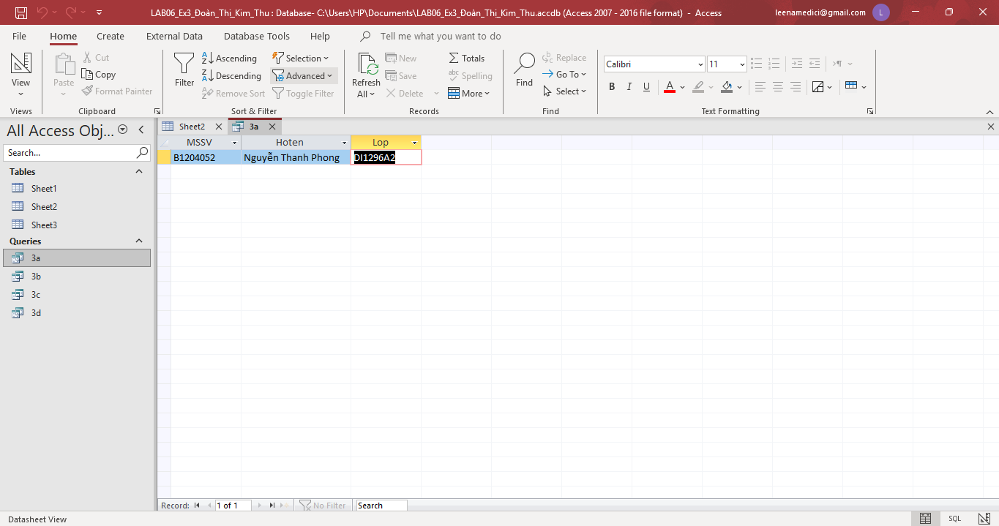 LAB06_Ex3_Đoàn_Thị_Kim_Thu : Database- C:\Users\HP\Documents\LAB06_Ex3_Đoàn_Thị_Kim_Thu.accdb (Access 2007 - 2016 file format) - Access
leenamedici@gmail.com L
File Home Create External Data Database Tools Help Tell me what you want to do
View
Views
Paste
Cut
Copy
Format Painter
Clipboard
Filter
Ascending
Descending
Remove Sort
Selection
Advanced
Toggle Filter
Sort & Filter
Refresh
All
New
Save
Delete
Totals
Spelling
More
Records
Find
Replace
Go To
Select
Find
Calibri 11
B I U A
Text Formatting
All Access Obj...
Search...
Tables
Sheet1
Sheet2
Sheet3
Queries
3a
3b
3c
3d
Sheet2 3a
MSSV Hoten Lop
B1204052 Nguyễn Thanh Phong DI1296A2
Record: 1 of 1 No Filter Search
Datasheet View SQL